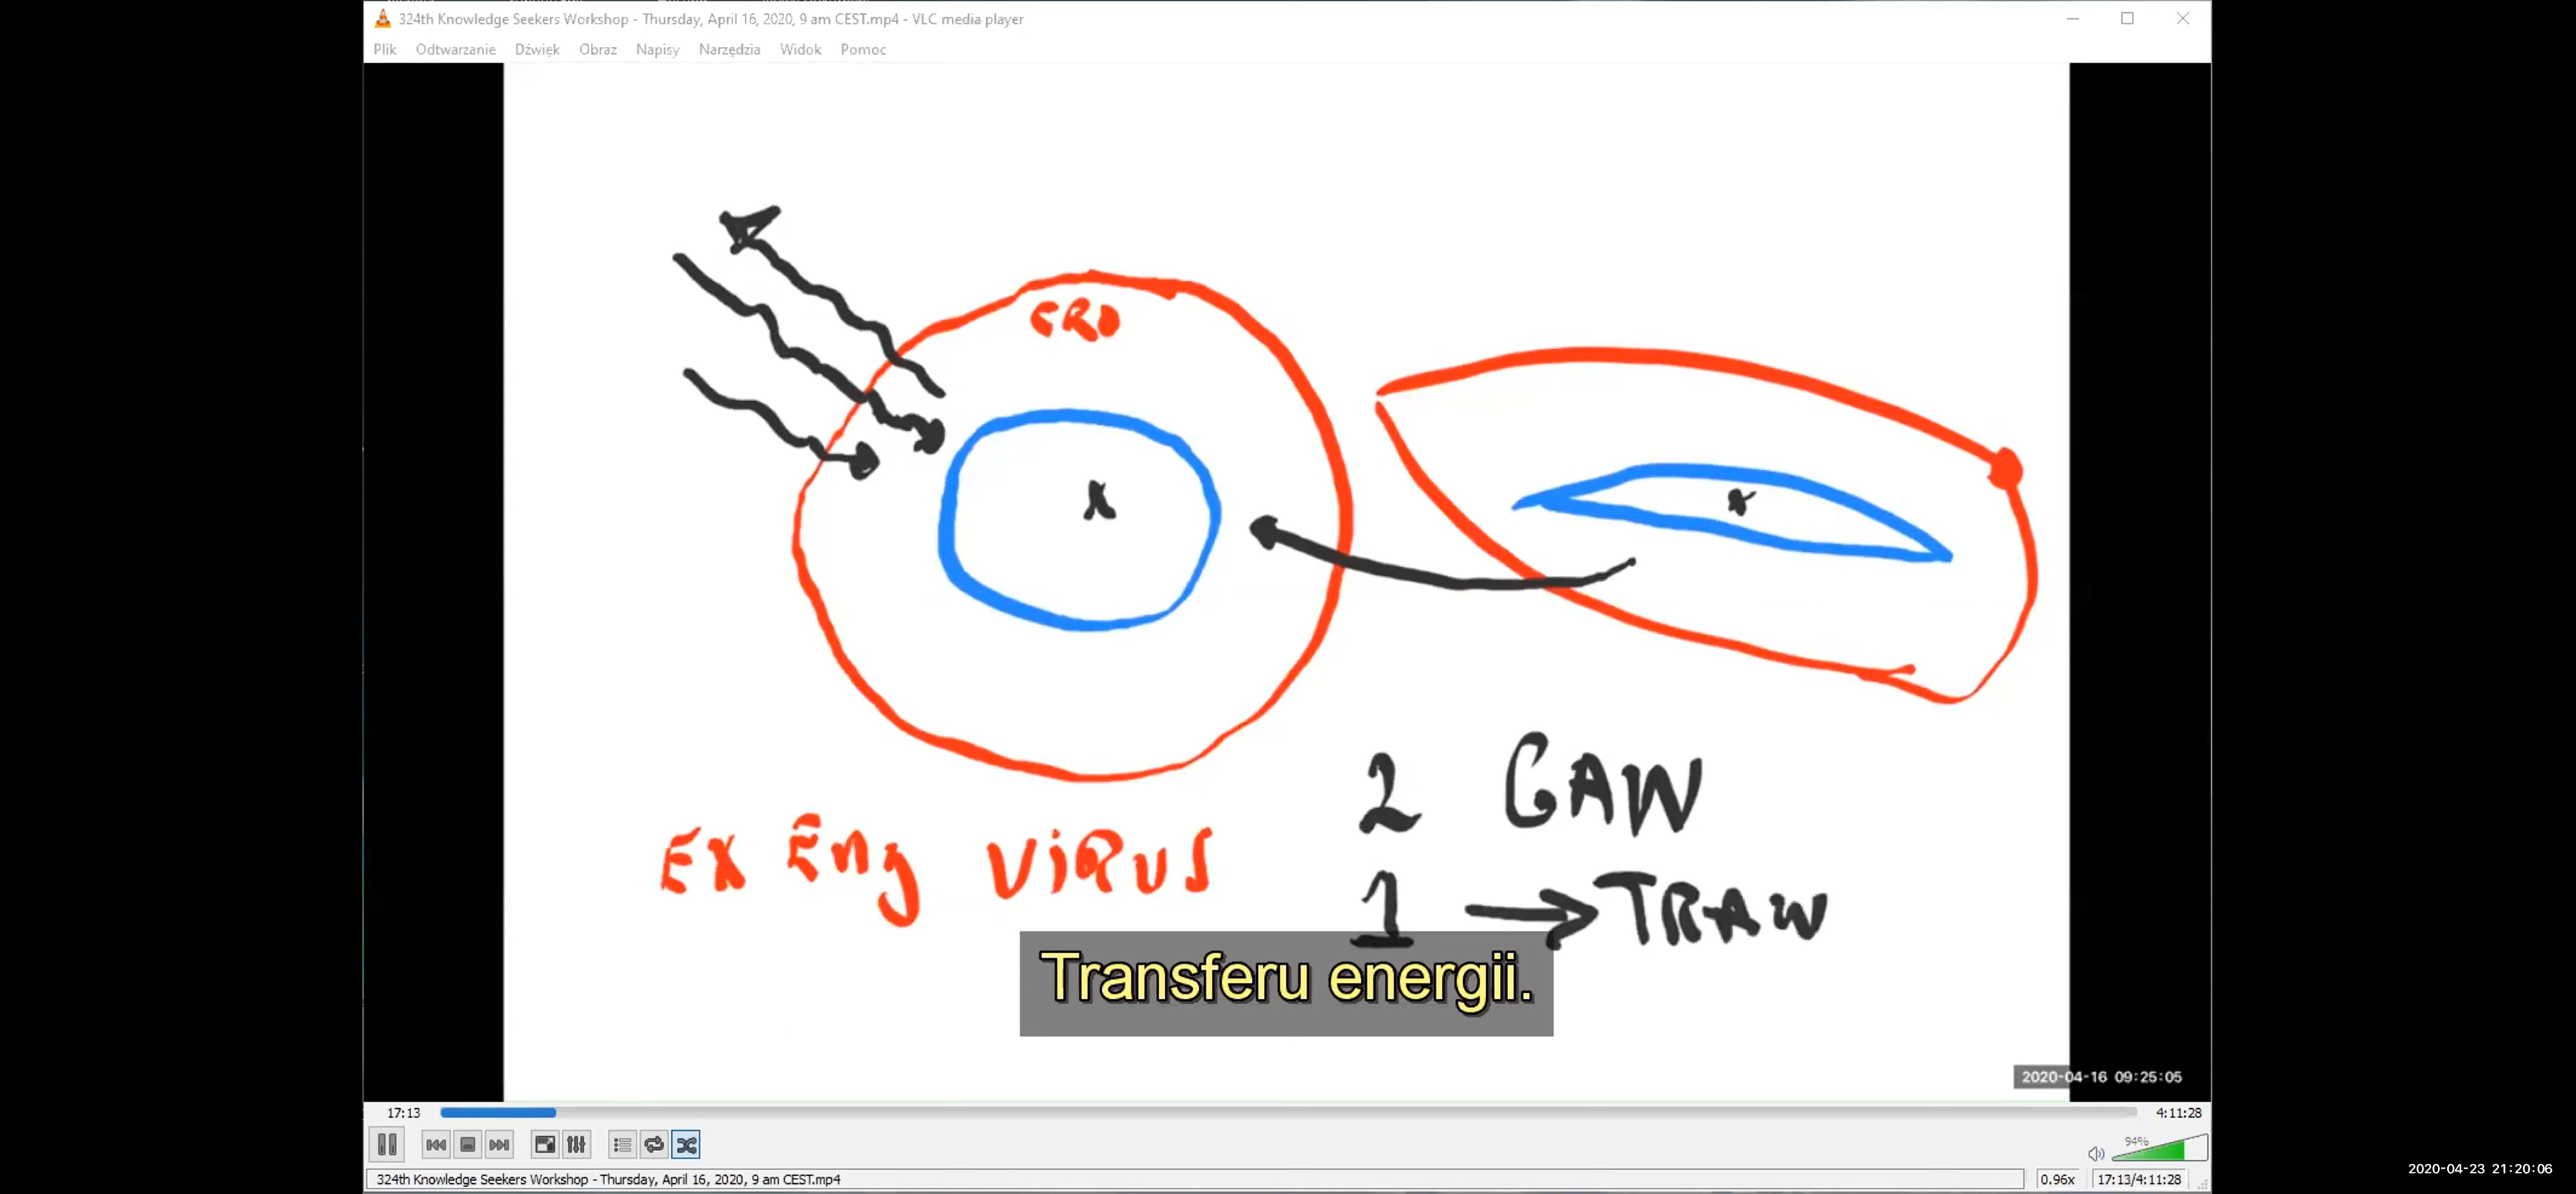 324th Knowledge Seekers Workshop - Thursday, April 16, 2020, 9 am CEST.mp4 - VLC media player
Plik Odtwarzanie Dźwięk Obraz Napisy Narzędzia Widok Pomoc
2 GAW
EX Eng VIRUS
1 → TRAW
Transferu energii.
2020-04-16 09:25:05
17:13 4:11:28
94%
2020-04-23 21:20:06
324th Knowledge Seekers Workshop - Thursday, April 16, 2020, 9 am CEST.mp4 0.96x 17:13/4:11:28